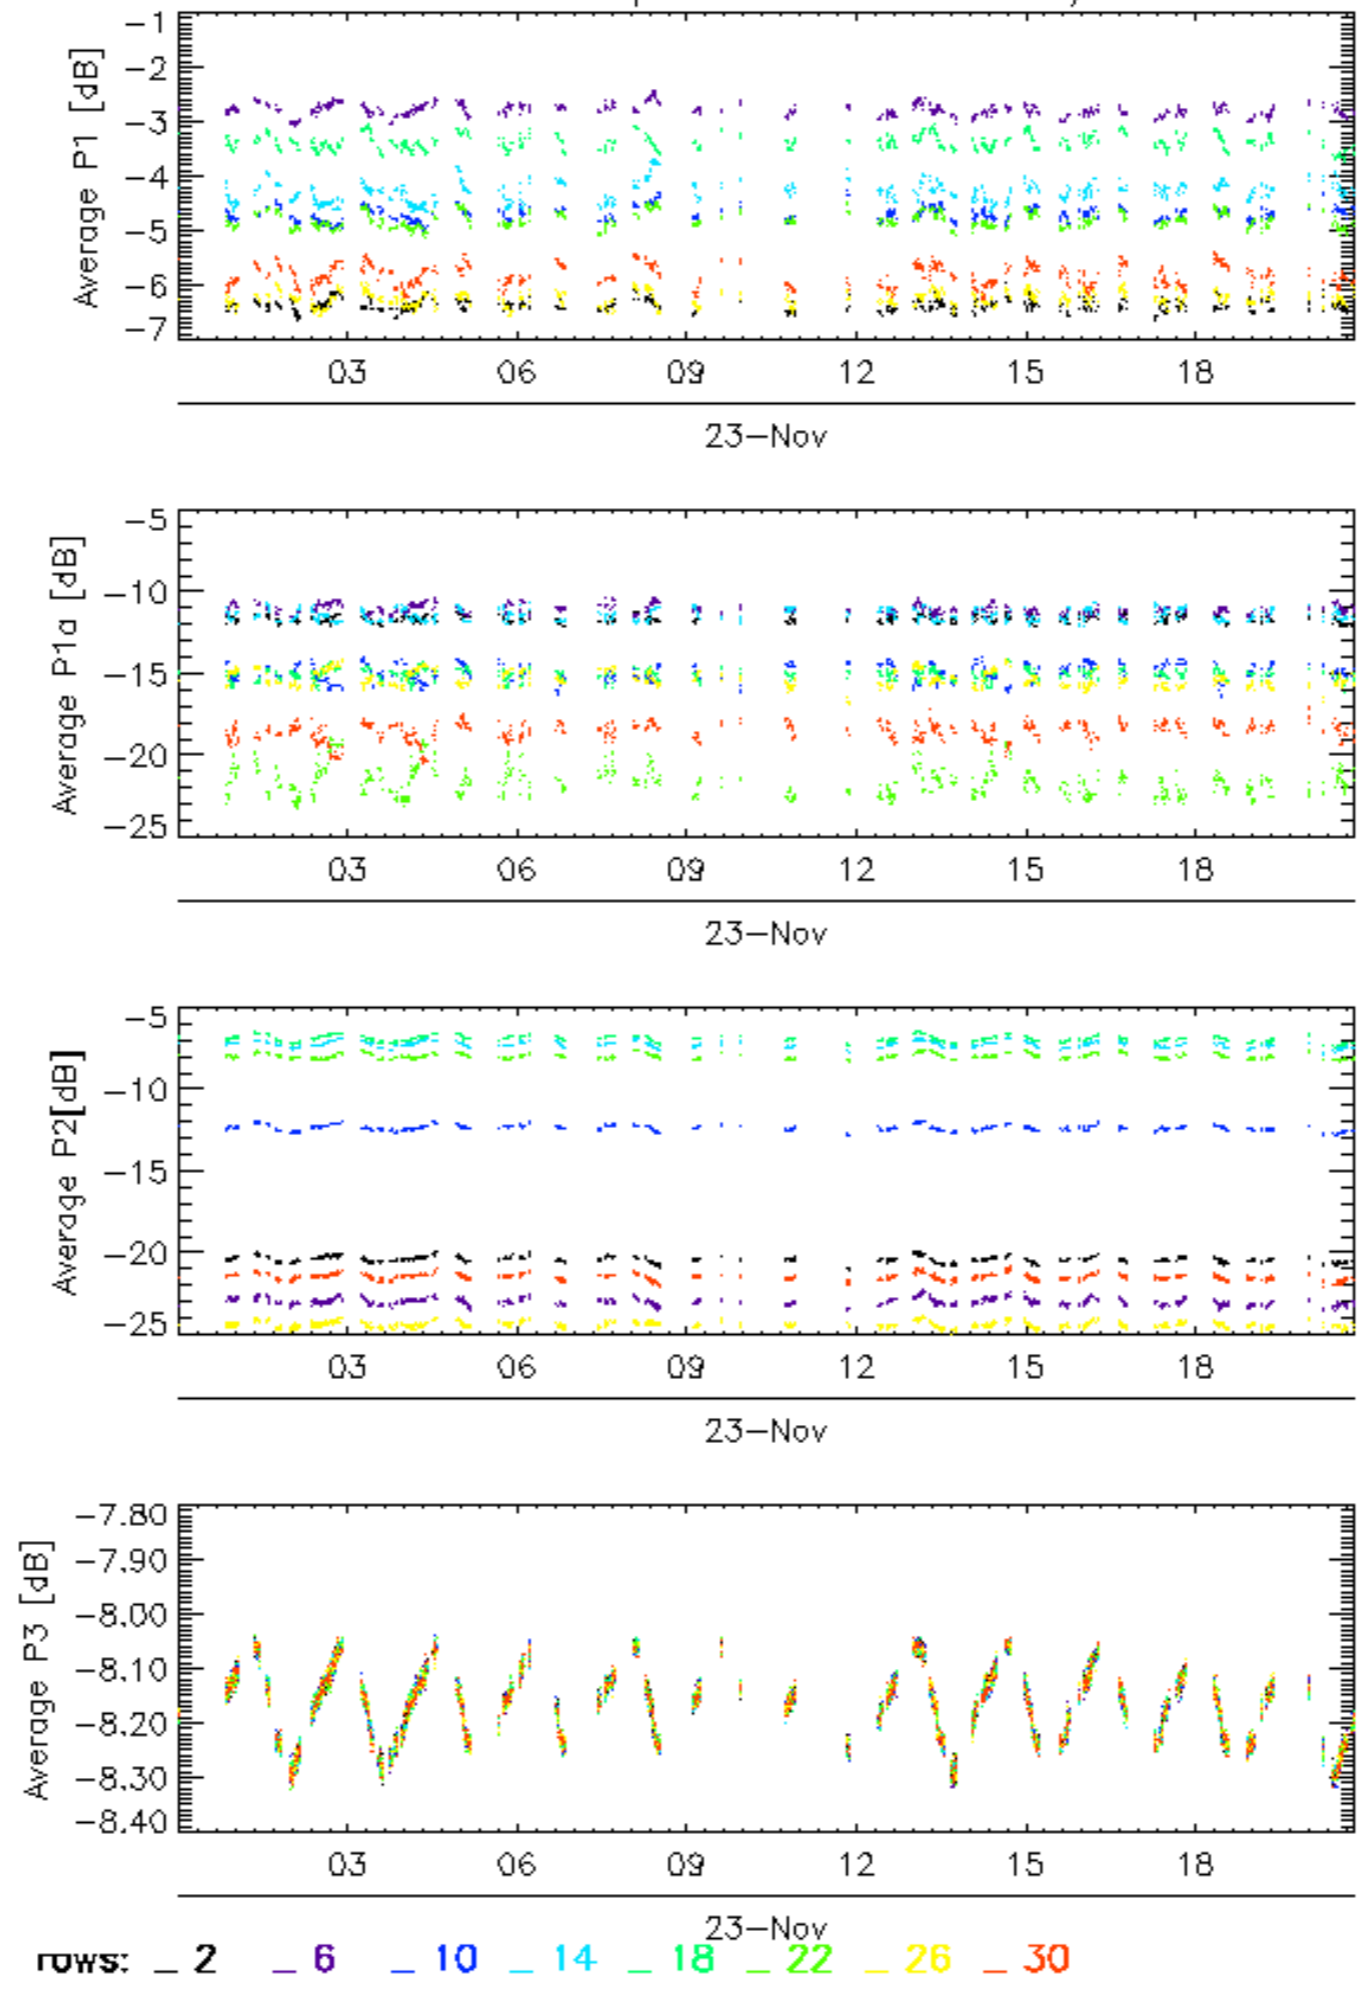 Average P1 [dB]
-1
-2
-3
-4
-5
-6
-7
03 06 09 12 15 18
23-Nov
Average P1a [dB]
-5
-10
-15
-20
-25
03 06 09 12 15 18
23-Nov
Average P2[dB]
-5
-10
-15
-20
-25
03 06 09 12 15 18
23-Nov
Average P3 [dB]
-7.80
-7.90
-8.00
-8.10
-8.20
-8.30
-8.40
03 06 09 12 15 18
23-Nov
rows: _ 2 _ 6 _ 10 _ 14 _ 18 _ 22 _ 26 _ 30